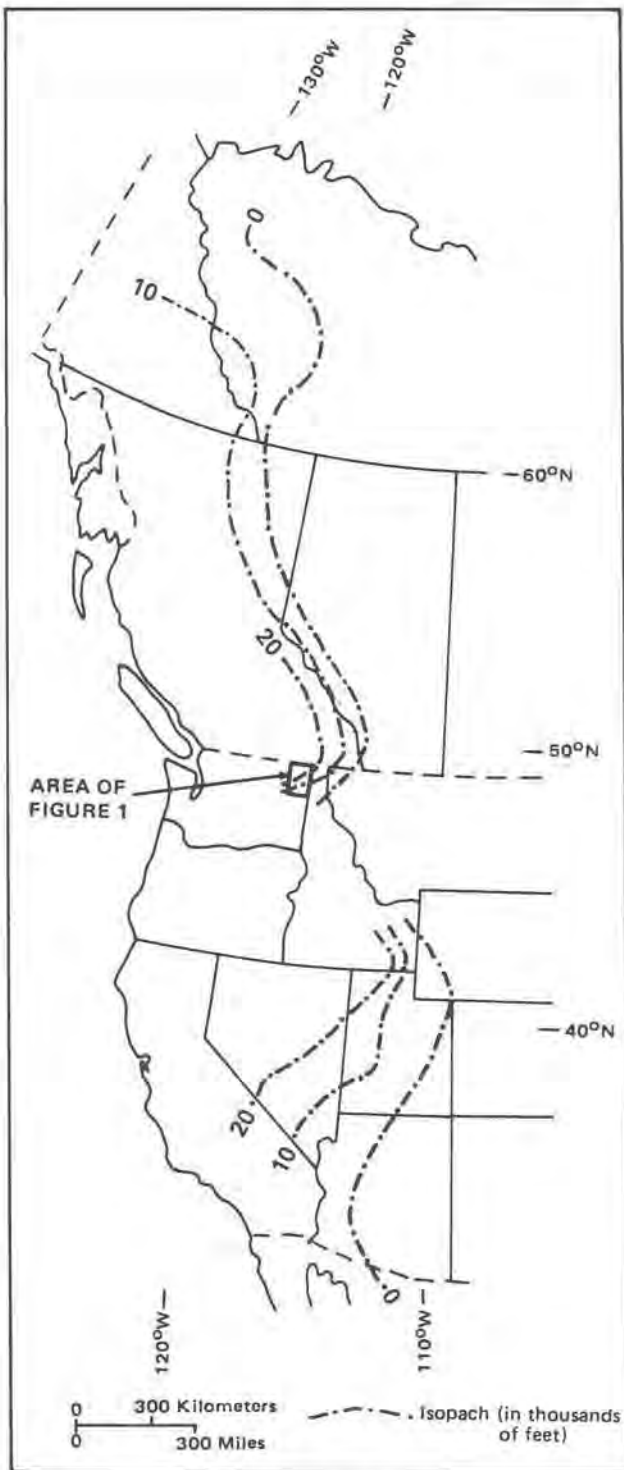 130°W
120°W
0
10
60°N
20
50°N
AREA OF
FIGURE 1
40°N
20
10
0
120°W
110°W
0 300 Kilometers
0 300 Miles
Isopach (in thousands
of feet)